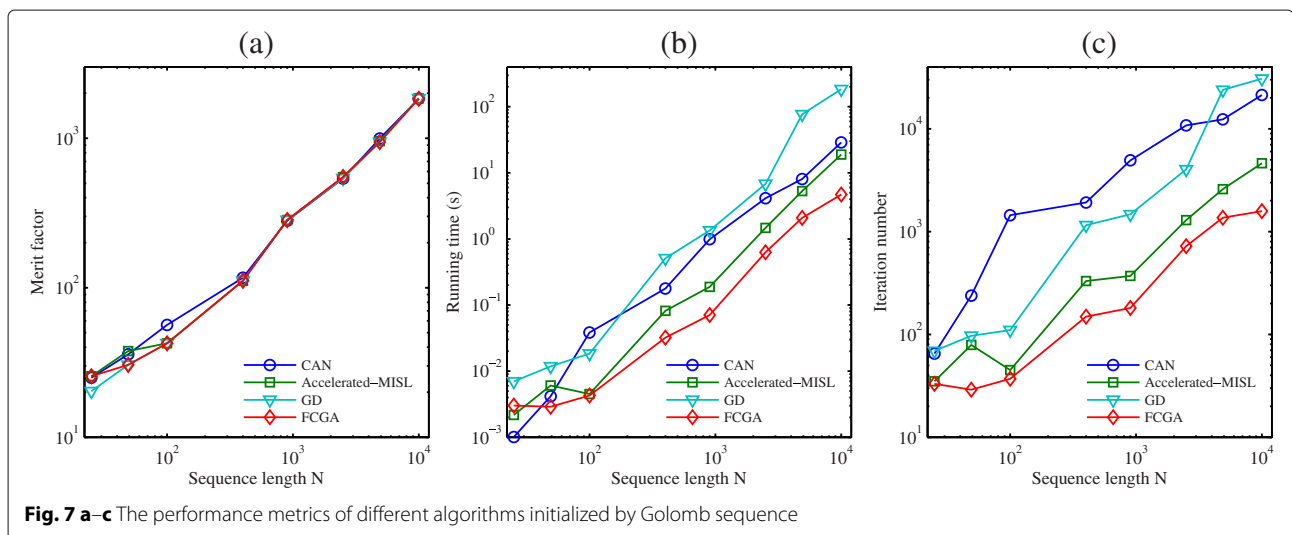 (a)
Merit factor
10^3
10^2
10^1
10^2
10^3
10^4
Sequence length N
CAN
Accelerated–MISL
GD
FCGA
(b)
Running time (s)
10^2
10^1
10^0
10^−1
10^−2
10^−3
10^2
10^3
10^4
Sequence length N
CAN
Accelerated–MISL
GD
FCGA
(c)
Iteration number
10^4
10^3
10^2
10^1
10^2
10^3
10^4
Sequence length N
CAN
Accelerated–MISL
GD
FCGA
Fig. 7 a–c The performance metrics of different algorithms initialized by Golomb sequence